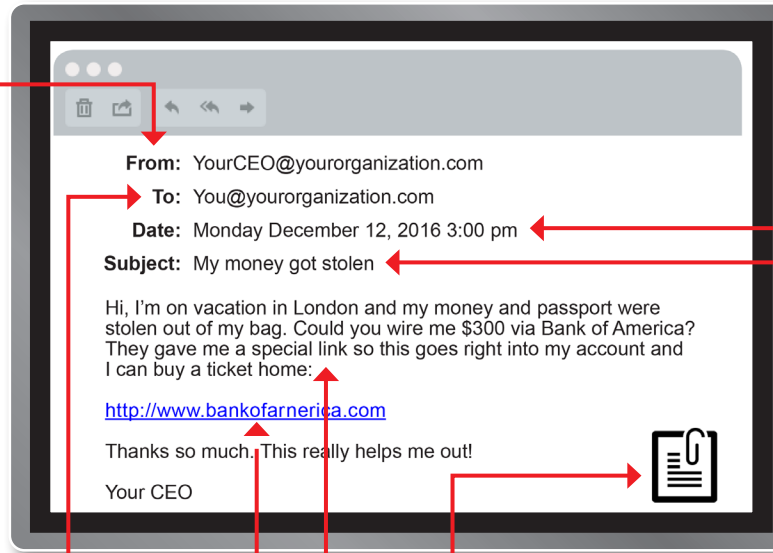 From: YourCEO@yourorganization.com
To: You@yourorganization.com
Date: Monday December 12, 2016 3:00 pm
Subject: My money got stolen
Hi, I'm on vacation in London and my money and passport were
stolen out of my bag. Could you wire me $300 via Bank of America?
They gave me a special link so this goes right into my account and
I can buy a ticket home:
http://www.bankofarnerica.com
Thanks so much. This really helps me out!
Your CEO